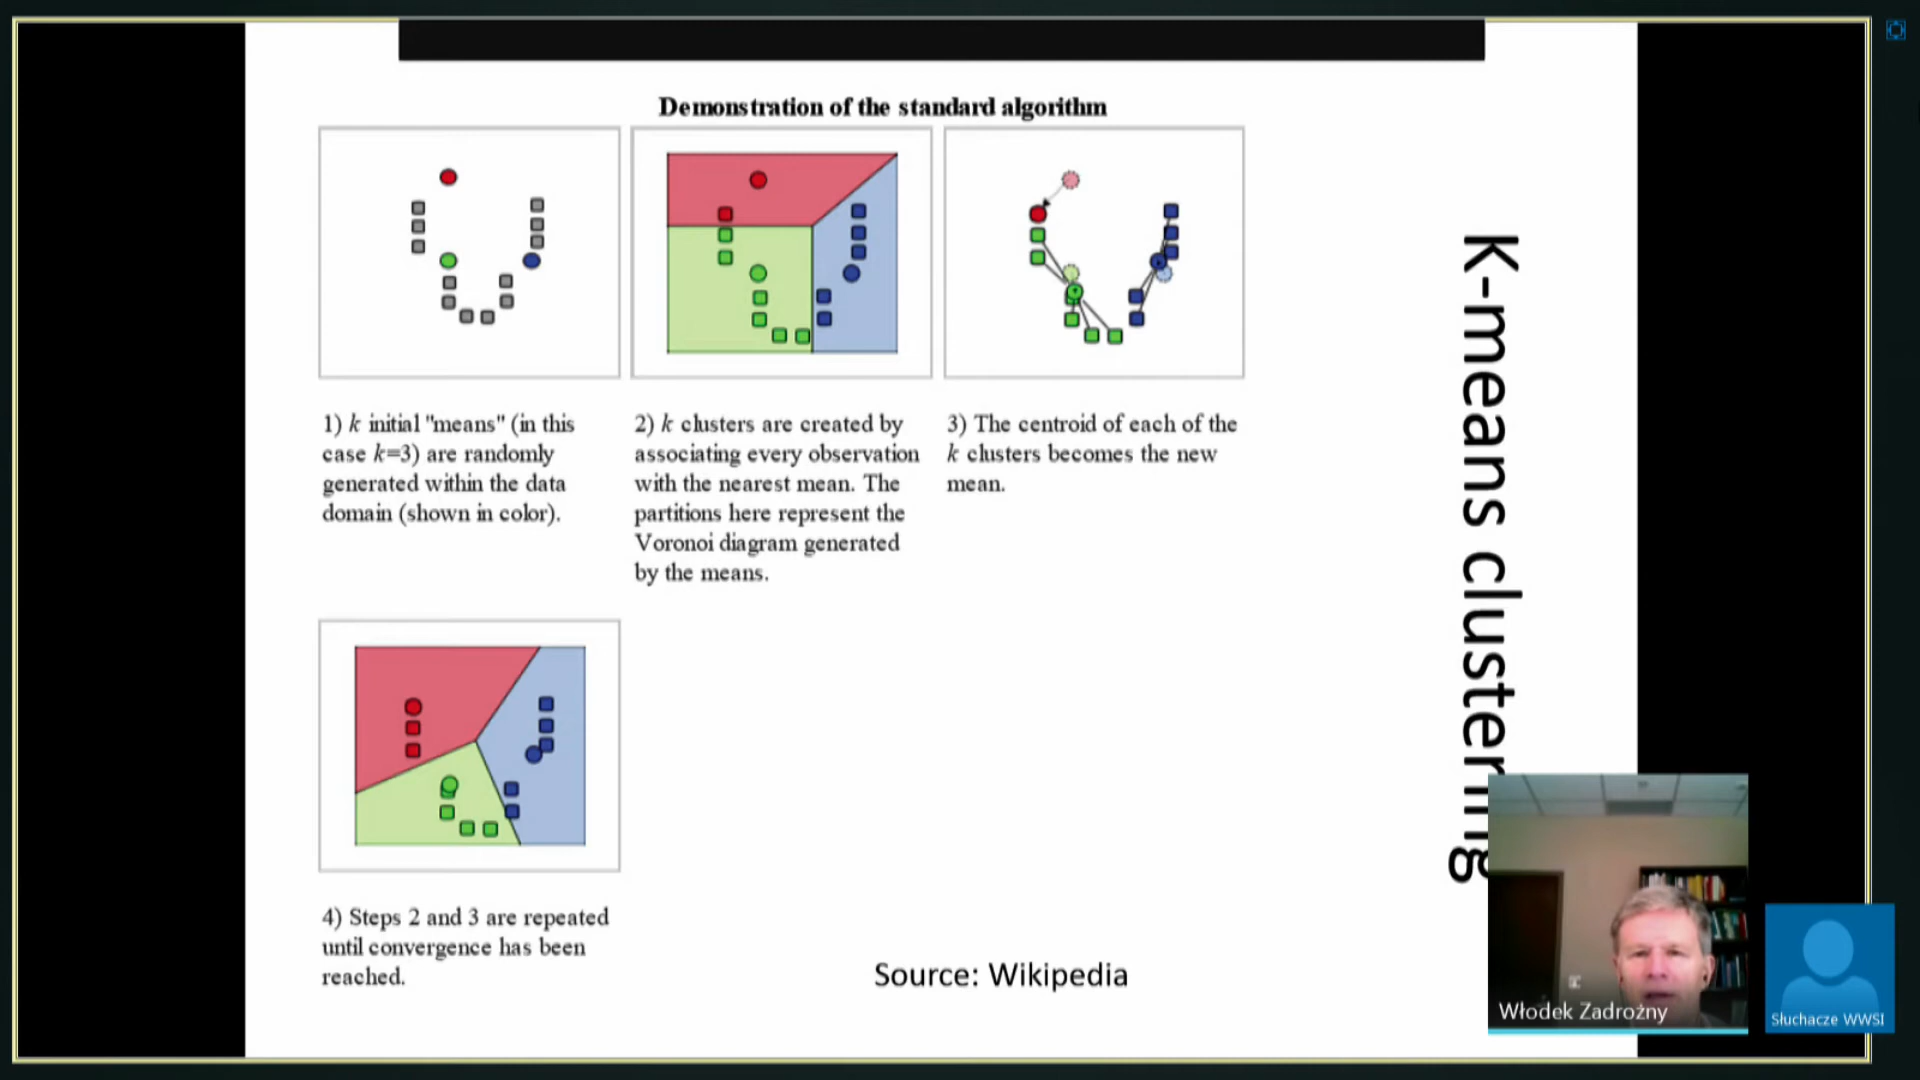 Demonstration of the standard algorithm
1) k initial "means" (in this
case k=3) are randomly
generated within the data
domain (shown in color).
2) k clusters are created by
associating every observation
with the nearest mean. The
partitions here represent the
Voronoi diagram generated
by the means.
3) The centroid of each of the
k clusters becomes the new
mean.
4) Steps 2 and 3 are repeated
until convergence has been
reached.
Source: Wikipedia
K-means clustering
Włodek Zadrożny
Słuchacze WWSI